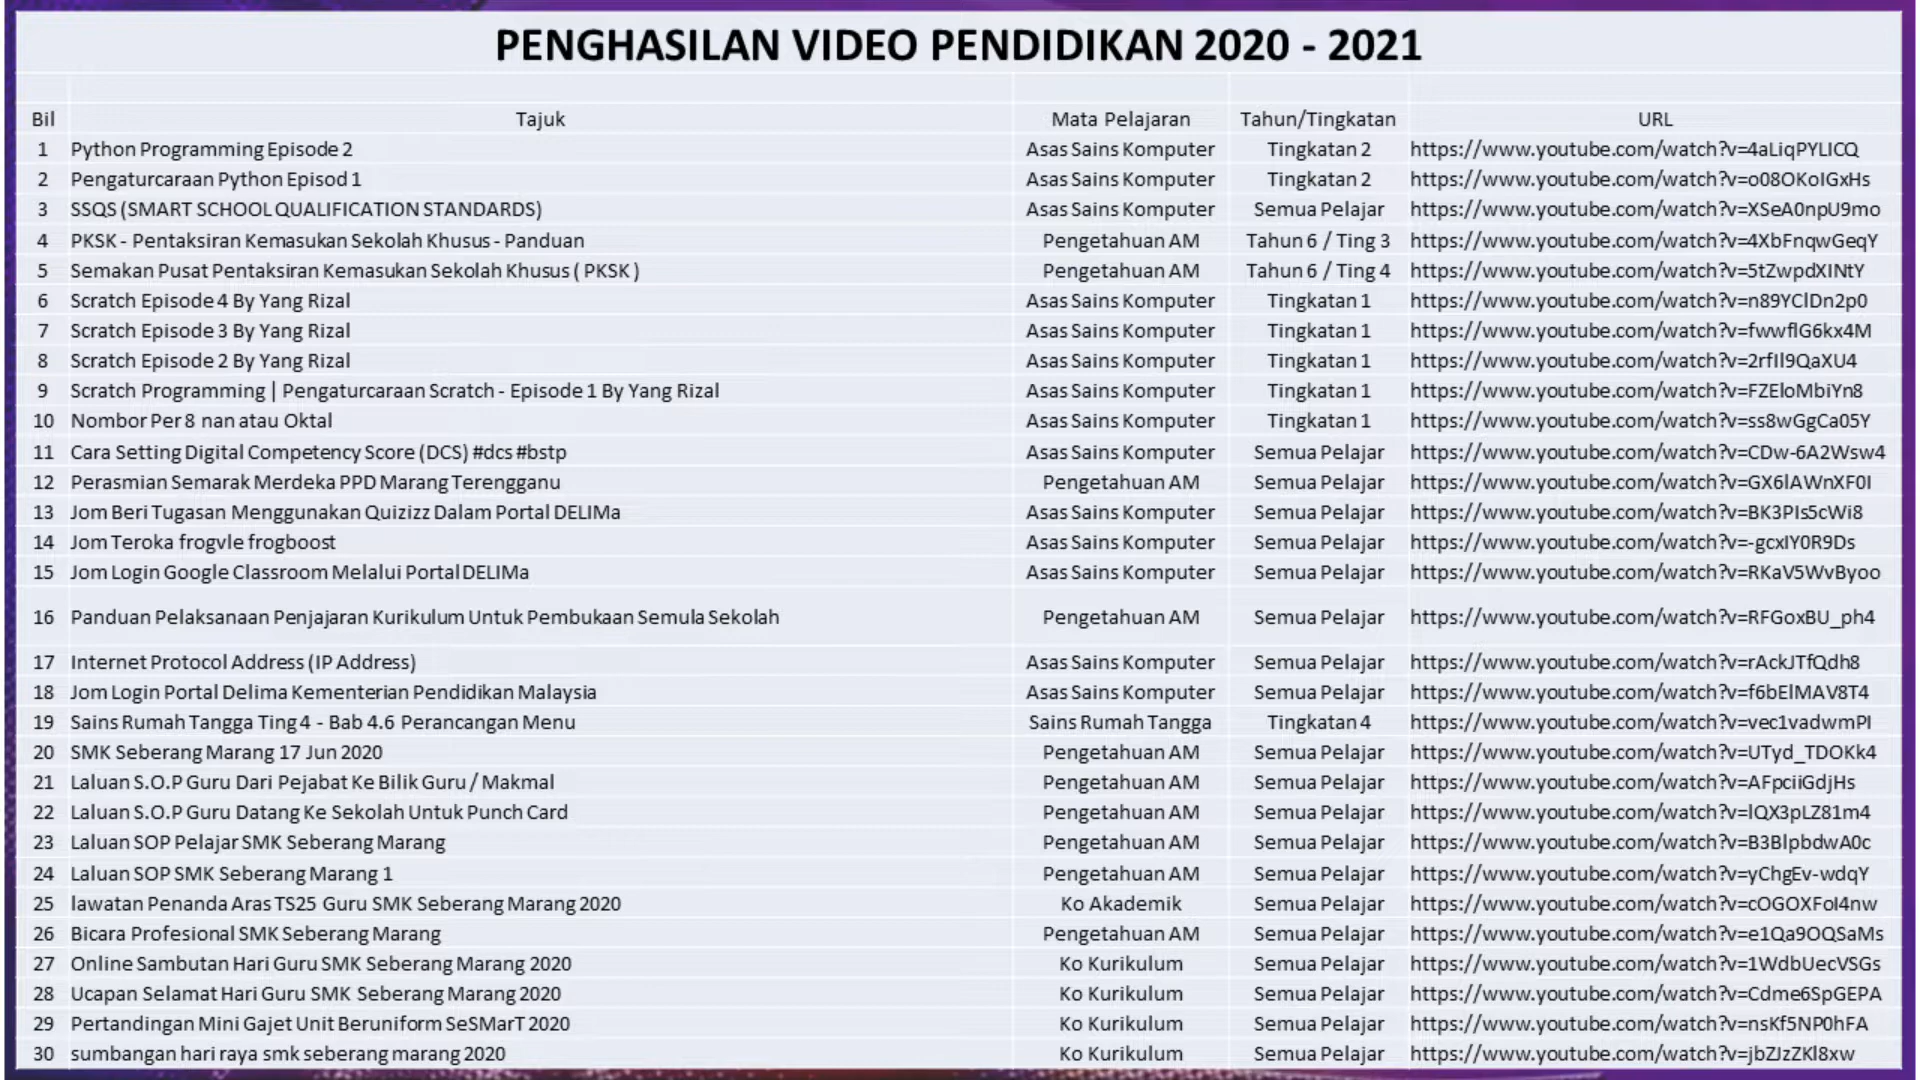 PENGHASILAN VIDEO PENDIDIKAN 2020 - 2021
Bil Tajuk Mata Pelajaran Tahun/Tingkatan URL
1 Python Programming Episode 2 Asas Sains Komputer Tingkatan 2 https://www.youtube.com/watch?v=4aLiqPYLICQ
2 Pengaturcaraan Python Episod 1 Asas Sains Komputer Tingkatan 2 https://www.youtube.com/watch?v=o08OKoIGxHs
3 SSQS (SMART SCHOOL QUALIFICATION STANDARDS) Asas Sains Komputer Semua Pelajar https://www.youtube.com/watch?v=XSeA0npU9mo
4 PKSK - Pentaksiran Kemasukan Sekolah Khusus - Panduan Pengetahuan AM Tahun 6 / Ting 3 https://www.youtube.com/watch?v=4XbFnqwGeqY
5 Semakan Pusat Pentaksiran Kemasukan Sekolah Khusus ( PKSK ) Pengetahuan AM Tahun 6 / Ting 4 https://www.youtube.com/watch?v=5tZwpdXINtY
6 Scratch Episode 4 By Yang Rizal Asas Sains Komputer Tingkatan 1 https://www.youtube.com/watch?v=n89YClDn2p0
7 Scratch Episode 3 By Yang Rizal Asas Sains Komputer Tingkatan 1 https://www.youtube.com/watch?v=fwwflG6kx4M
8 Scratch Episode 2 By Yang Rizal Asas Sains Komputer Tingkatan 1 https://www.youtube.com/watch?v=2rfIl9QaXU4
9 Scratch Programming | Pengaturcaraan Scratch - Episode 1 By Yang Rizal Asas Sains Komputer Tingkatan 1 https://www.youtube.com/watch?v=FZEloMbiYn8
10 Nombor Per 8 nan atau Oktal Asas Sains Komputer Tingkatan 1 https://www.youtube.com/watch?v=ss8wGgCa05Y
11 Cara Setting Digital Competency Score (DCS) #dcs #bstp Asas Sains Komputer Semua Pelajar https://www.youtube.com/watch?v=CDw-6A2Wsw4
12 Perasmian Semarak Merdeka PPD Marang Terengganu Pengetahuan AM Semua Pelajar https://www.youtube.com/watch?v=GX6lAWnXF0I
13 Jom Beri Tugasan Menggunakan Quizizz Dalam Portal DELIMa Asas Sains Komputer Semua Pelajar https://www.youtube.com/watch?v=BK3PIs5cWi8
14 Jom Teroka frogvle frogboost Asas Sains Komputer Semua Pelajar https://www.youtube.com/watch?v=-gcxIY0R9Ds
15 Jom Login Google Classroom Melalui Portal DELIMa Asas Sains Komputer Semua Pelajar https://www.youtube.com/watch?v=RKaV5WvByoo
16 Panduan Pelaksanaan Penjajaran Kurikulum Untuk Pembukaan Semula Sekolah Pengetahuan AM Semua Pelajar https://www.youtube.com/watch?v=RFGoxBU_ph4
17 Internet Protocol Address (IP Address) Asas Sains Komputer Semua Pelajar https://www.youtube.com/watch?v=rAckJTfQdh8
18 Jom Login Portal Delima Kementerian Pendidikan Malaysia Asas Sains Komputer Semua Pelajar https://www.youtube.com/watch?v=f6bElMAV8T4
19 Sains Rumah Tangga Ting 4 - Bab 4.6 Perancangan Menu Sains Rumah Tangga Tingkatan 4 https://www.youtube.com/watch?v=vec1vadwmPI
20 SMK Seberang Marang 17 Jun 2020 Pengetahuan AM Semua Pelajar https://www.youtube.com/watch?v=UTyd_TDOKk4
21 Laluan S.O.P Guru Dari Pejabat Ke Bilik Guru / Makmal Pengetahuan AM Semua Pelajar https://www.youtube.com/watch?v=AFpciiGdjHs
22 Laluan S.O.P Guru Datang Ke Sekolah Untuk Punch Card Pengetahuan AM Semua Pelajar https://www.youtube.com/watch?v=lQX3pLZ81m4
23 Laluan SOP Pelajar SMK Seberang Marang Pengetahuan AM Semua Pelajar https://www.youtube.com/watch?v=B3BlpbdwA0c
24 Laluan SOP SMK Seberang Marang 1 Pengetahuan AM Semua Pelajar https://www.youtube.com/watch?v=yChgEv-wdqY
25 lawatan Penanda Aras TS25 Guru SMK Seberang Marang 2020 Ko Akademik Semua Pelajar https://www.youtube.com/watch?v=cOGOXFoI4nw
26 Bicara Profesional SMK Seberang Marang Pengetahuan AM Semua Pelajar https://www.youtube.com/watch?v=e1Qa9OQSaMs
27 Online Sambutan Hari Guru SMK Seberang Marang 2020 Ko Kurikulum Semua Pelajar https://www.youtube.com/watch?v=1WdbUecVSGs
28 Ucapan Selamat Hari Guru SMK Seberang Marang 2020 Ko Kurikulum Semua Pelajar https://www.youtube.com/watch?v=Cdme6SpGEPA
29 Pertandingan Mini Gajet Unit Beruniform SeSMarT 2020 Ko Kurikulum Semua Pelajar https://www.youtube.com/watch?v=nsKf5NP0hFA
30 sumbangan hari raya smk seberang marang 2020 Ko Kurikulum Semua Pelajar https://www.youtube.com/watch?v=jbZJzZKl8xw